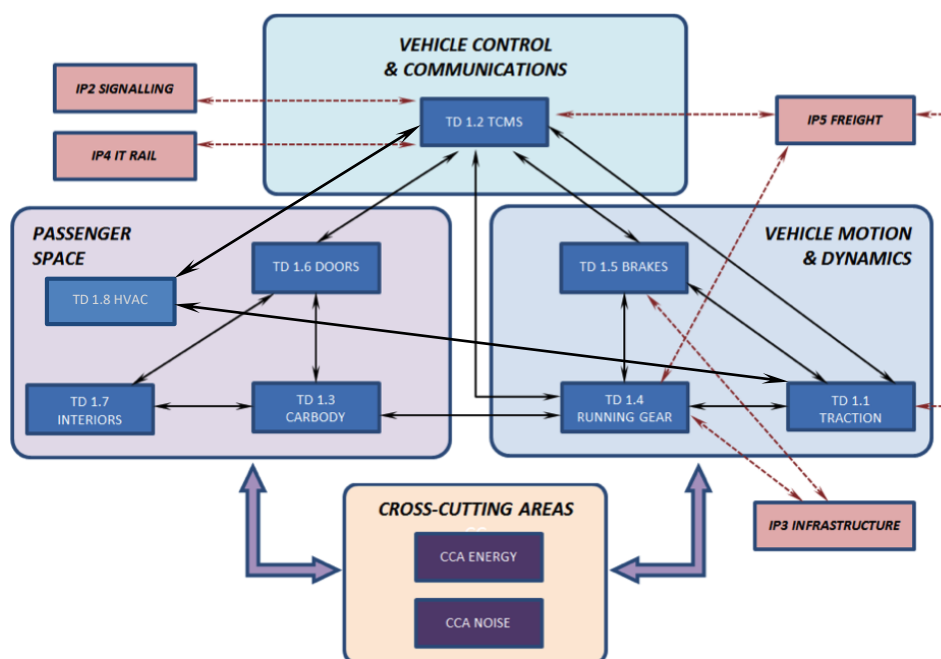 VEHICLE CONTROL
& COMMUNICATIONS
IP2 SIGNALLING
TD 1.2 TCMS
IP5 FREIGHT
IP4 IT RAIL
PASSENGER
SPACE
VEHICLE MOTION
& DYNAMICS
TD 1.6 DOORS
TD 1.5 BRAKES
TD 1.8 HVAC
TD 1.7
INTERIORS
TD 1.3
CARBODY
TD 1.4
RUNNING GEAR
TD 1.1
TRACTION
CROSS-CUTTING AREAS
IP3 INFRASTRUCTURE
CCA ENERGY
CCA NOISE